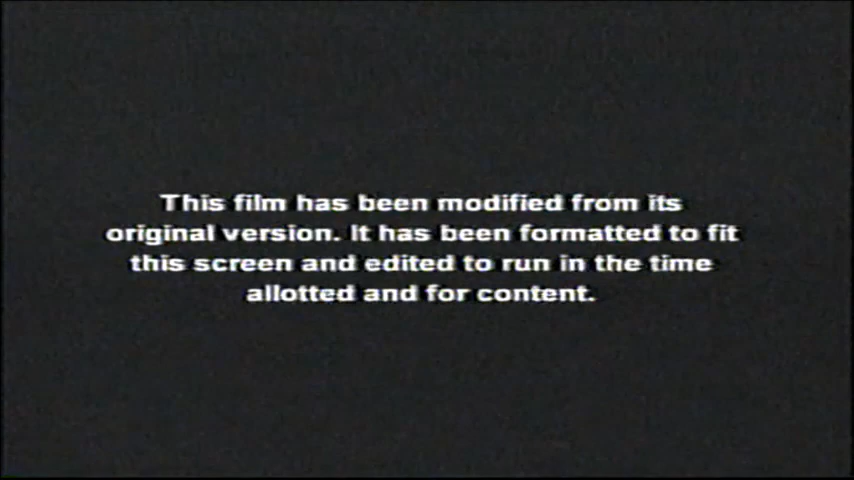 This film has been modified from its
original version. It has been formatted to fit
this screen and edited to run in the time
allotted and for content.